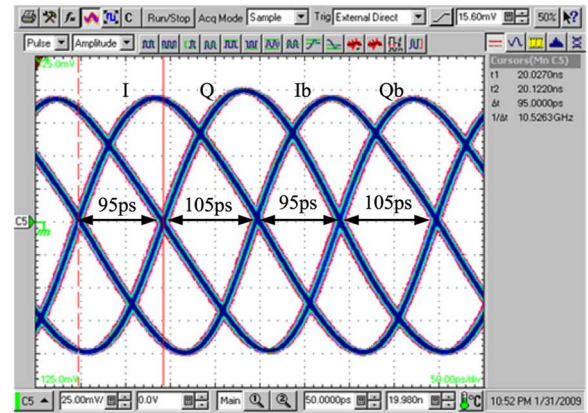 C Run/Stop Acq Mode Sample Trig External Direct 15.60mV 50%
Pulse Amplitude
Cursors(Mn C5)
t1 20.0270ns
t2 20.1220ns
Δt 95.0000ps
1/Δt 10.5263GHz
I Q Ib Qb
95ps 105ps 95ps 105ps
C5
-125.0mV 50.00ps/div
C5 25.00mV/ 0.0V Main 50.0000ps 19.980n °C 10:52 PM 1/31/2009